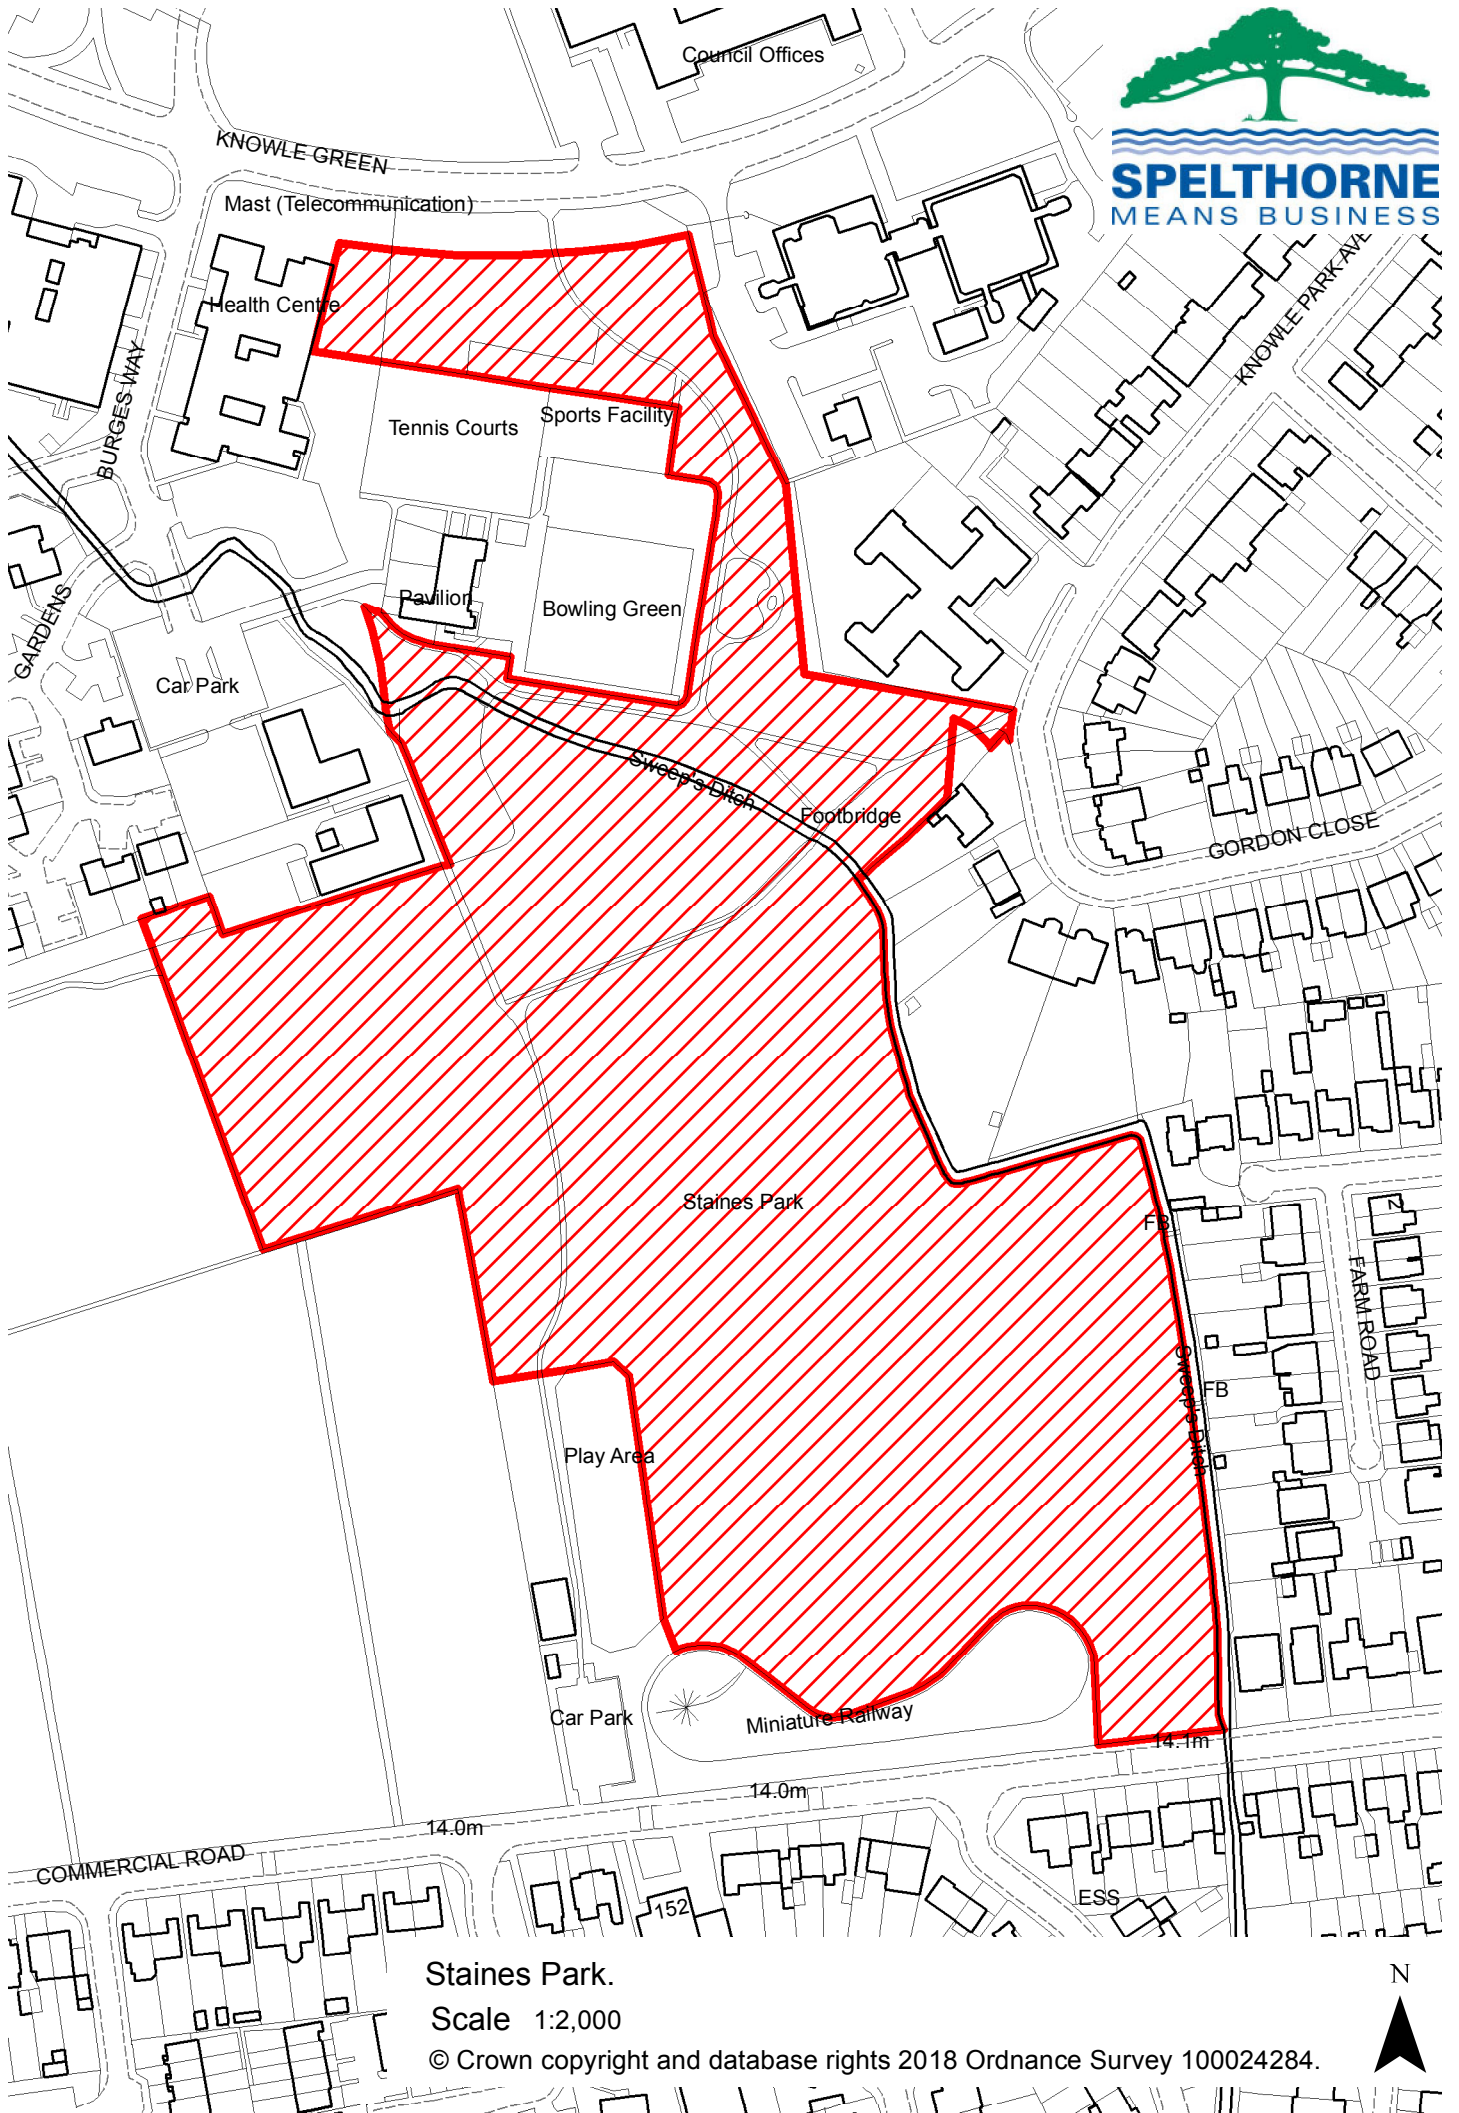 Council Offices
SPELTHORNE
MEANS BUSINESS
KNOWLE GREEN
Mast (Telecommunication)
KNOWLE PARK AVE
Health Centre
BURGES WAY
Tennis Courts
Sports Facility
GARDENS
Pavilion
Bowling Green
Car Park
Sweep's Ditch
Footbridge
GORDON CLOSE
Staines Park
2
FB
FARM ROAD
Sweep's Ditch
FB
Play Area
Car Park
Miniature Railway
14.1m
14.0m
14.0m
COMMERCIAL ROAD
ESS
152
Staines Park.
Scale 1:2,000
© Crown copyright and database rights 2018 Ordnance Survey 100024284.
N